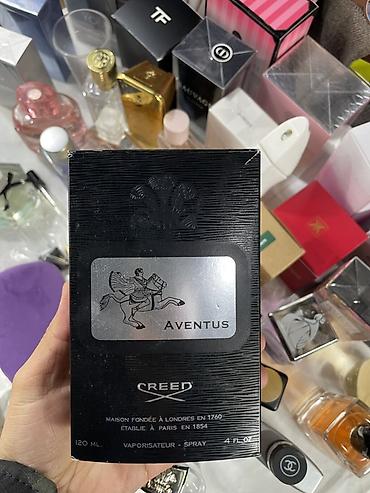 TF
SAUVAGE
AVENTUS
CREED
MAISON FONDÉE À LONDRES EN 1760
ÉTABLIE À PARIS EN 1854
120 ML. VAPORISATEUR - SPRAY 4 FL.OZ